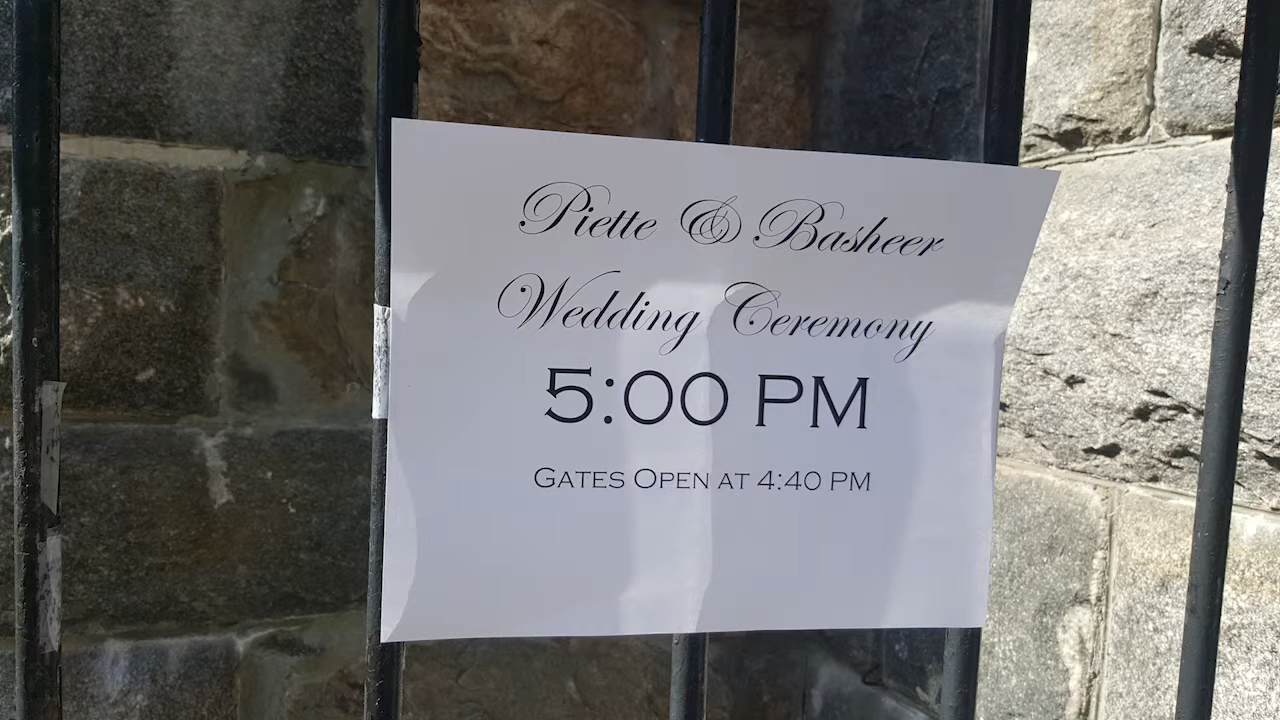 Piette & Basheer
Wedding Ceremony
5:00 PM
GATES OPEN AT 4:40 PM